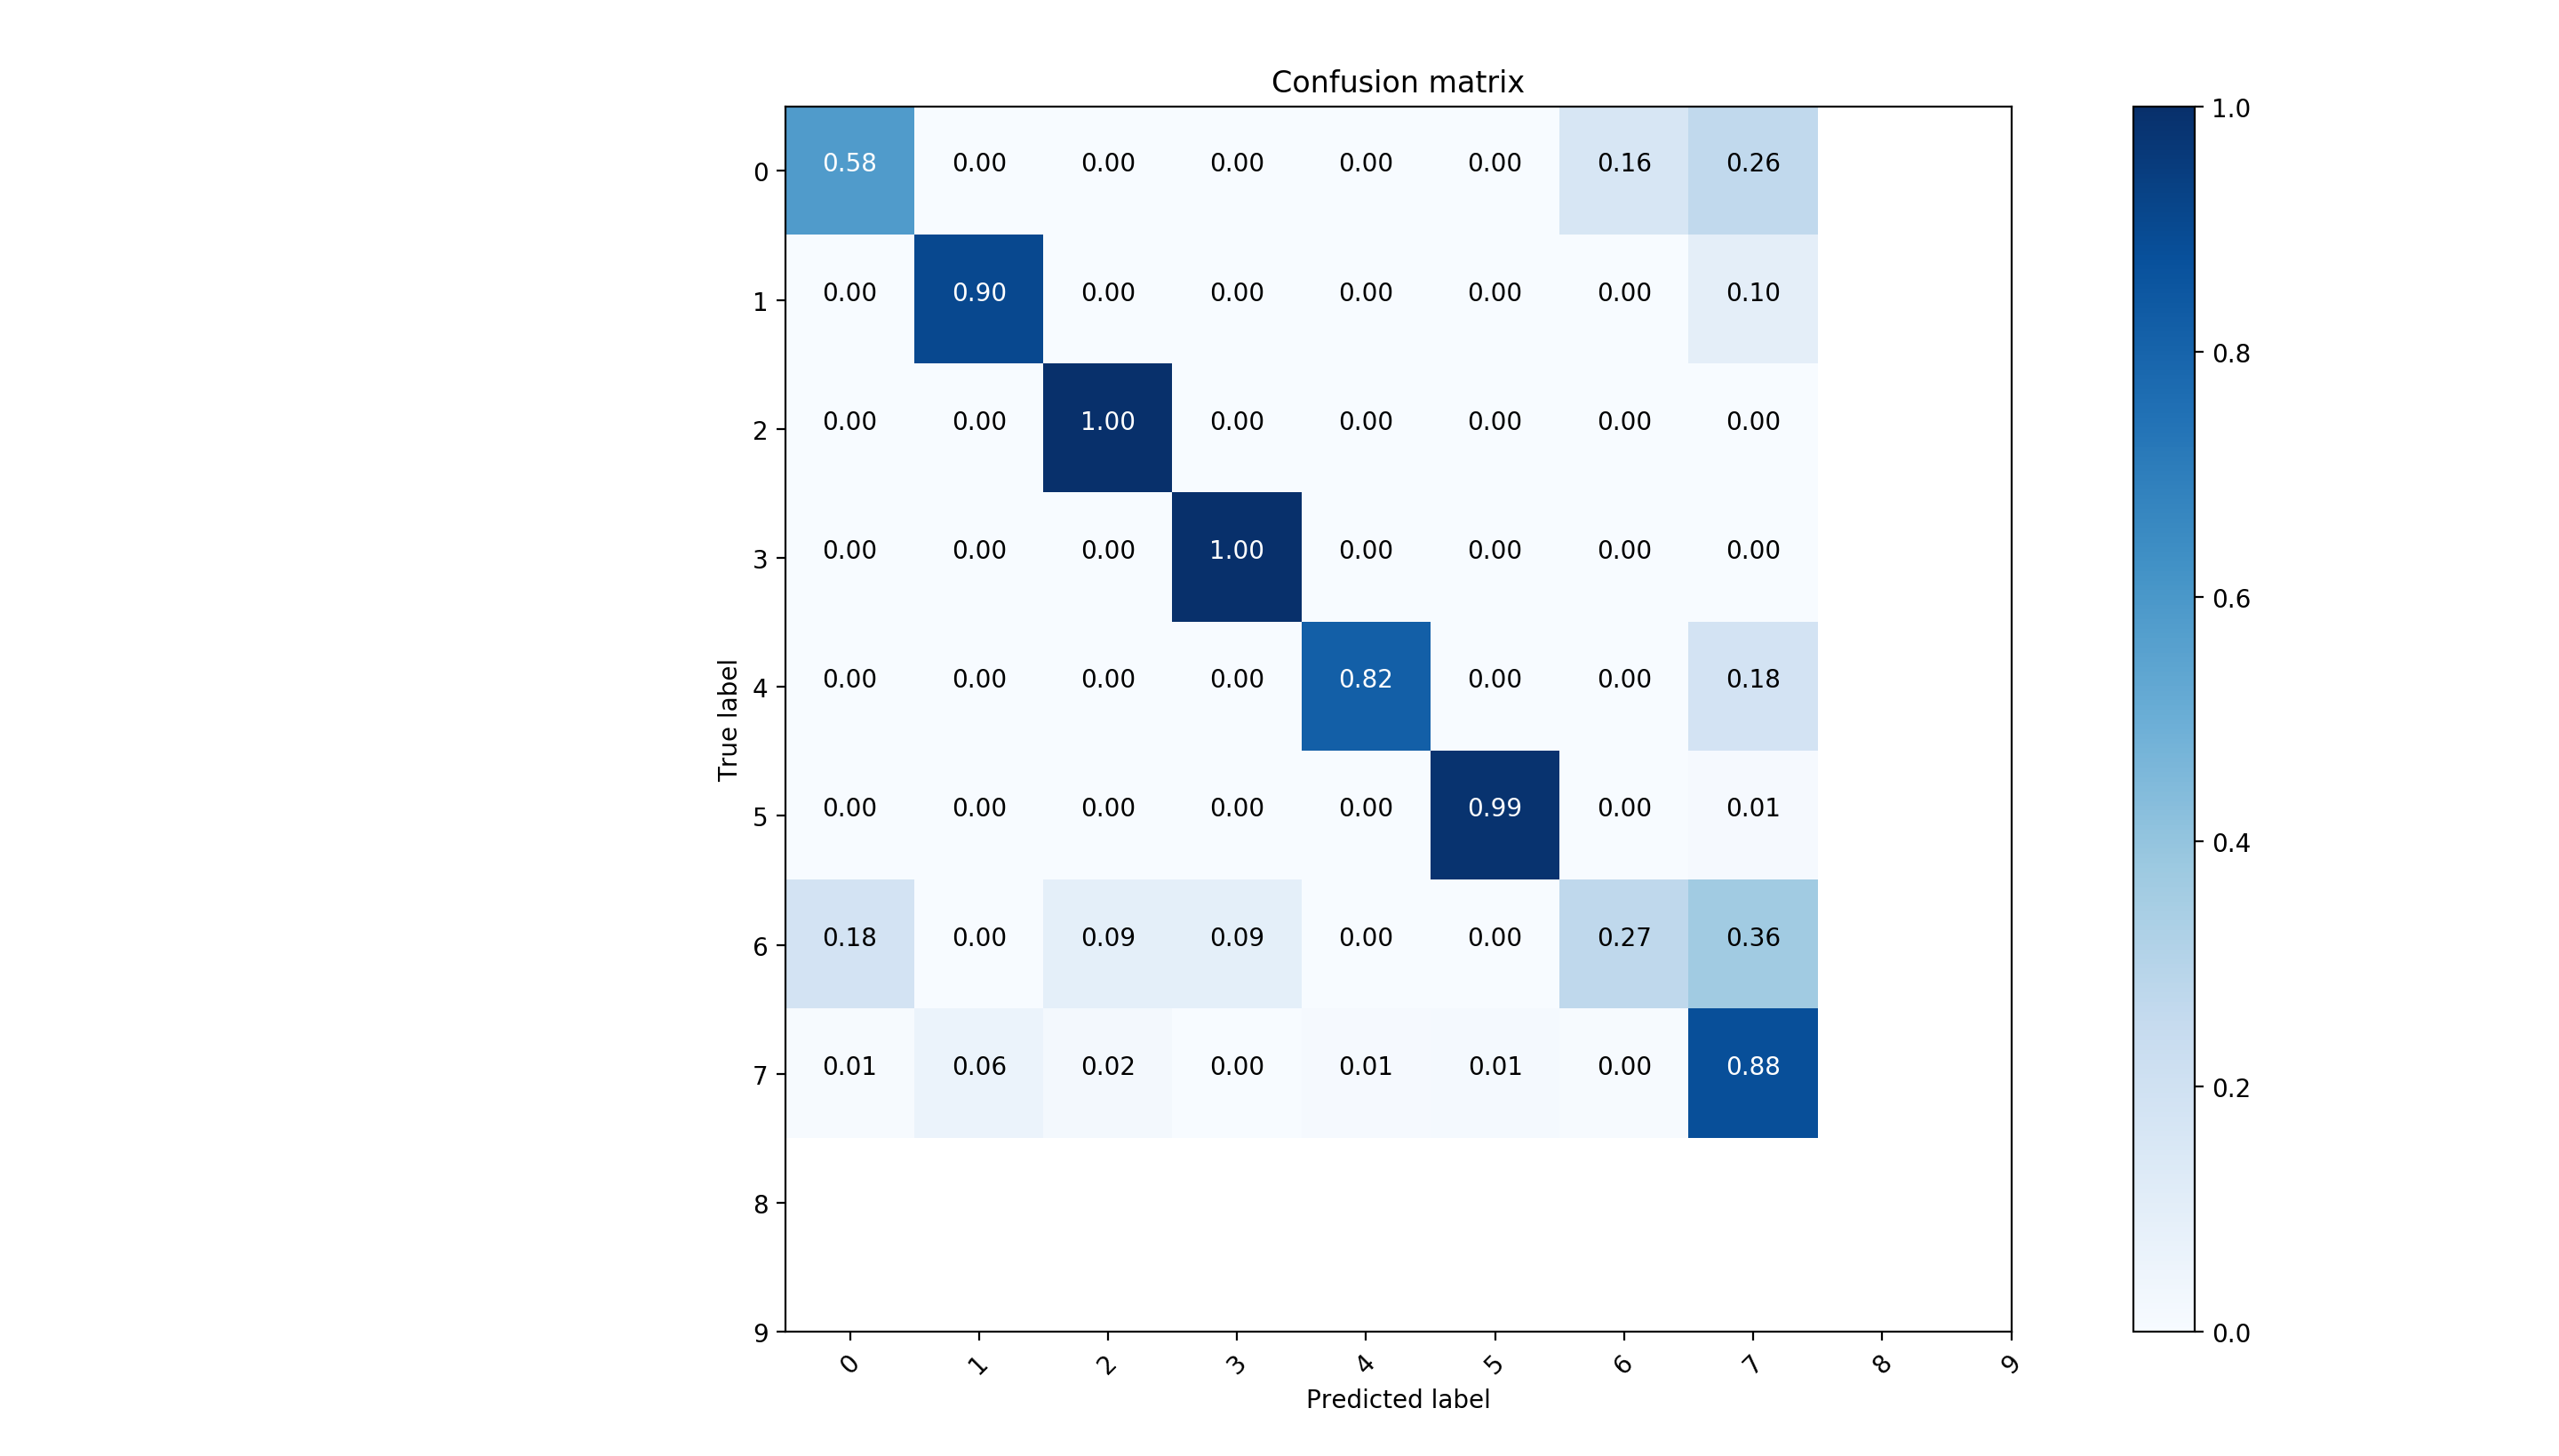 Confusion matrix
0 0.58 0.00 0.00 0.00 0.00 0.00 0.16 0.26
1 0.00 0.90 0.00 0.00 0.00 0.00 0.00 0.10
2 0.00 0.00 1.00 0.00 0.00 0.00 0.00 0.00
3 0.00 0.00 0.00 1.00 0.00 0.00 0.00 0.00
4 0.00 0.00 0.00 0.00 0.82 0.00 0.00 0.18
5 0.00 0.00 0.00 0.00 0.00 0.99 0.00 0.01
6 0.18 0.00 0.09 0.09 0.00 0.00 0.27 0.36
7 0.01 0.06 0.02 0.00 0.01 0.01 0.00 0.88
8
9
True label
0 1 2 3 4 5 6 7 8 9
Predicted label
1.0
0.8
0.6
0.4
0.2
0.0